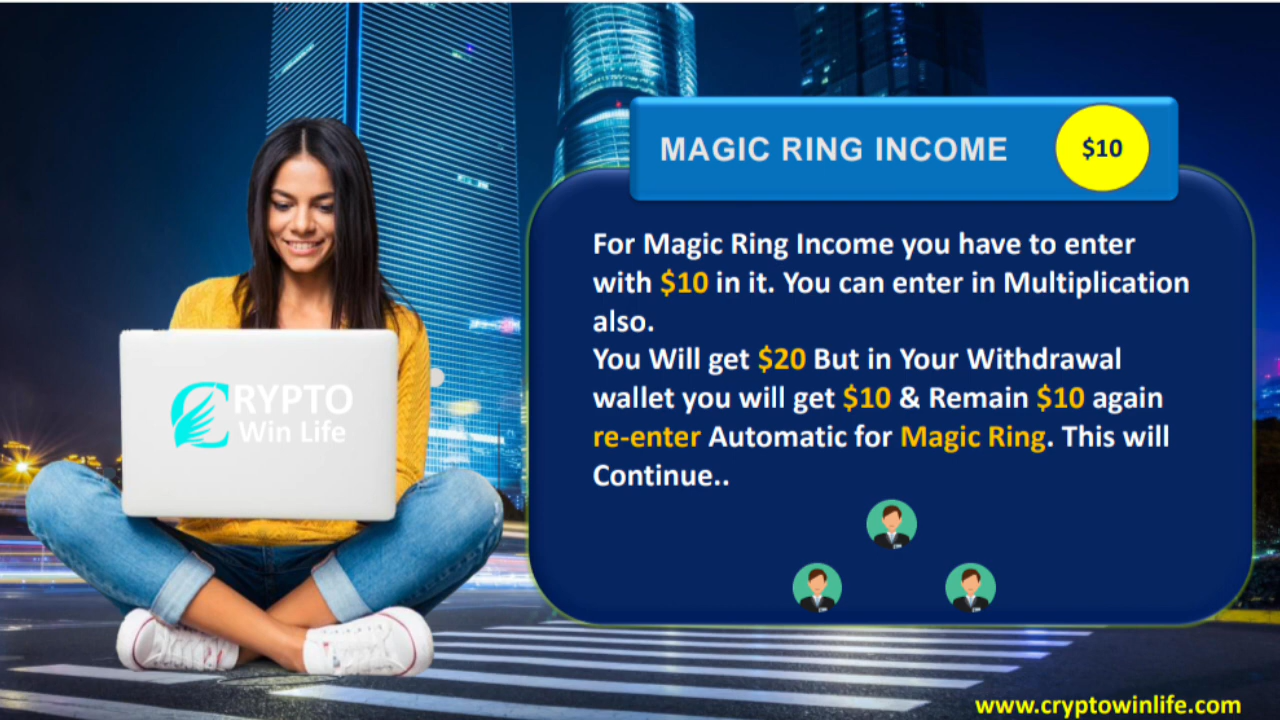 MAGIC RING INCOME
$10
For Magic Ring Income you have to enter
with $10 in it. You can enter in Multiplication
also.
You Will get $20 But in Your Withdrawal
wallet you will get $10 & Remain $10 again
re-enter Automatic for Magic Ring. This will
Continue..
CRYPTO
Win Life
www.cryptowinlife.com